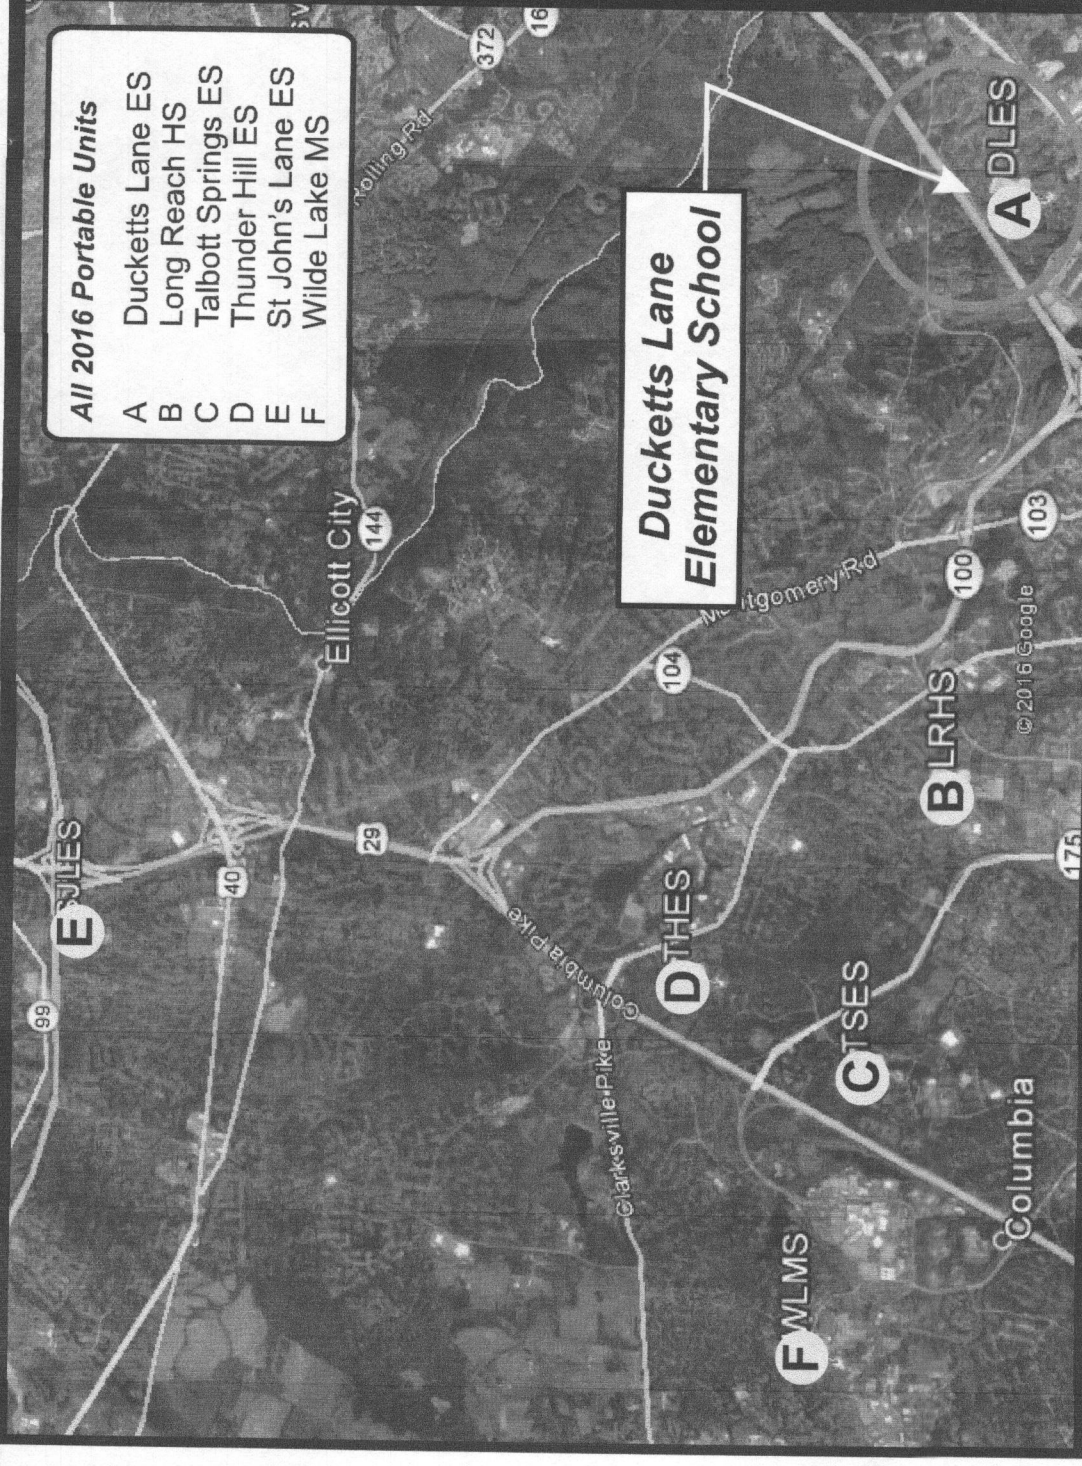 All 2016 Portable Units
A Ducketts Lane ES
B Long Reach HS
C Talbott Springs ES
D Thunder Hill ES
E St John's Lane ES
F Wilde Lake MS
99
E SJLES
40
29
Ellicott City
144
Rolling Rd
372
16
Columbia Pike
Clarksville Pike
104
Montgomery Rd
Ducketts Lane
Elementary School
D THES
F WLMS
C TSES
B LRHS
100
103
A DLES
175
Columbia
© 2016 Google